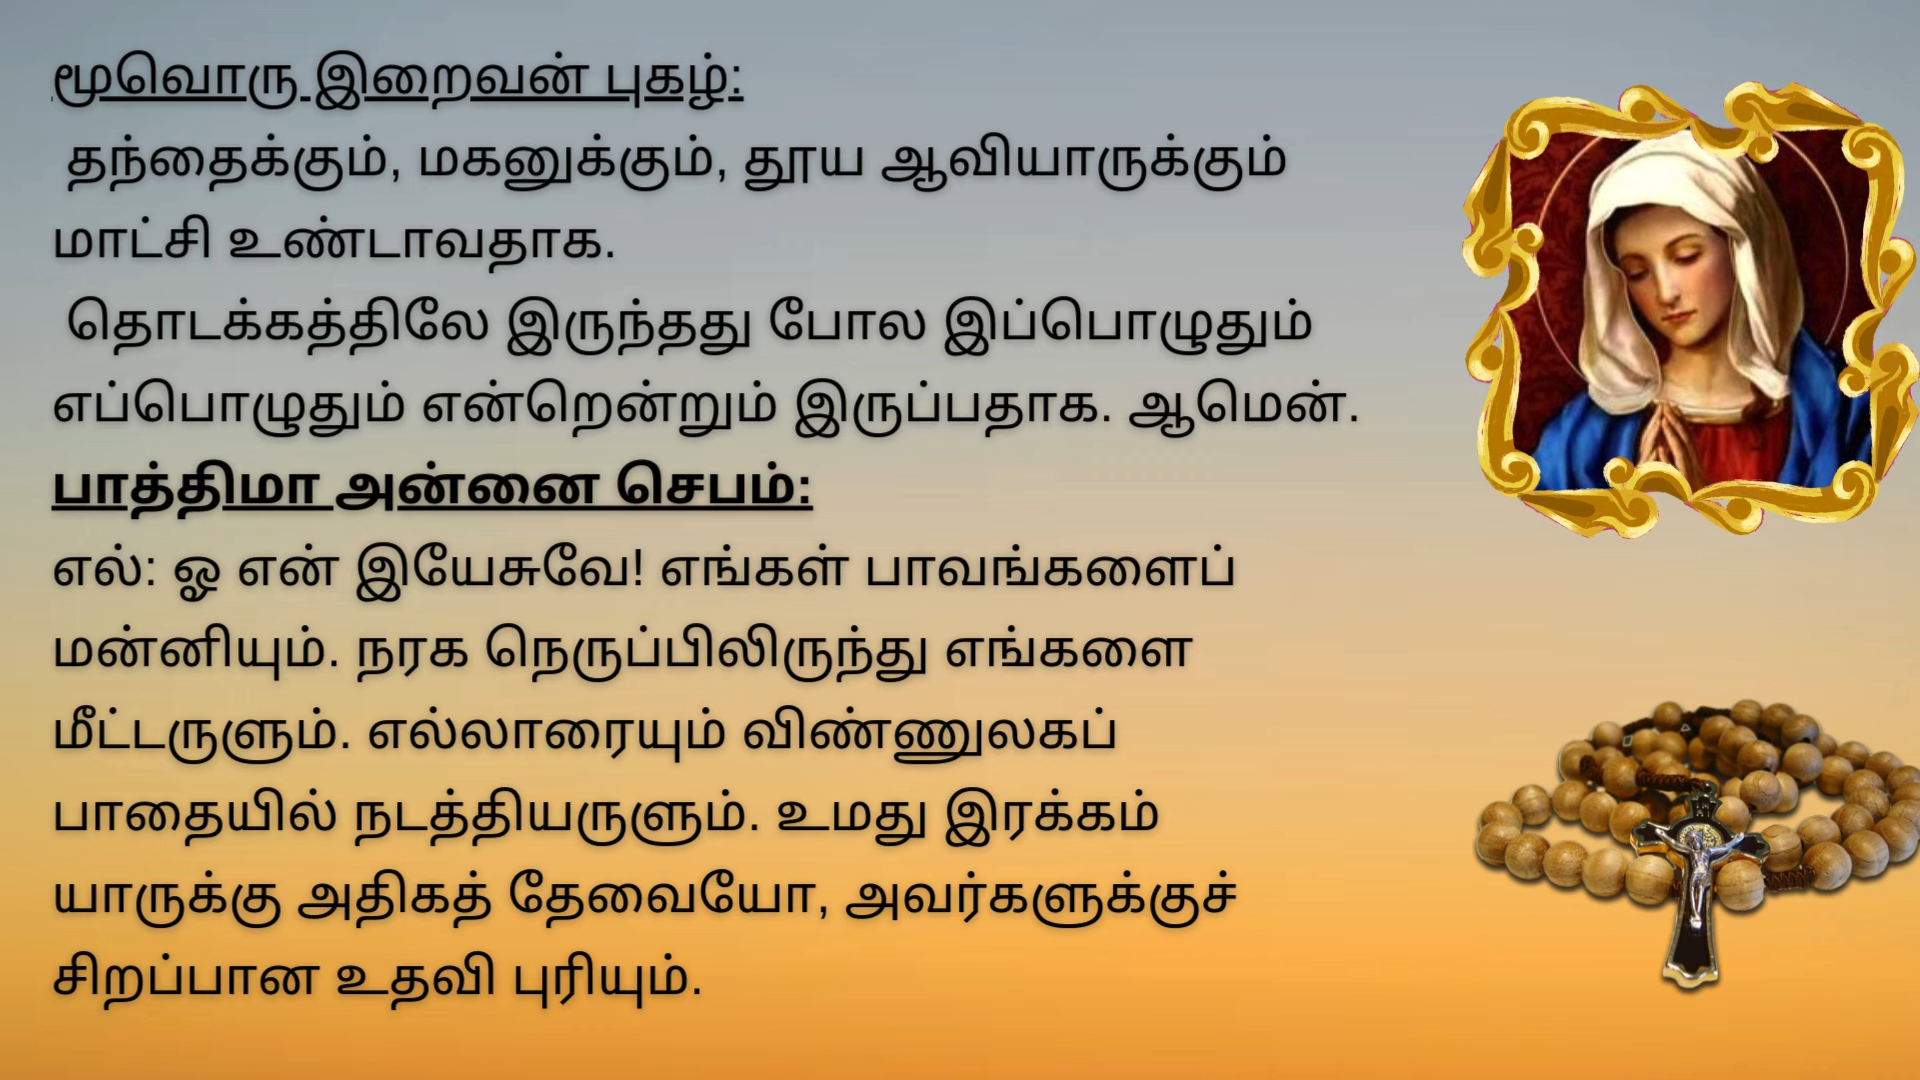 மூவொரு இறைவன் புகழ்:
தந்தைக்கும், மகனுக்கும், தூய ஆவியாருக்கும்
மாட்சி உண்டாவதாக.
தொடக்கத்திலே இருந்தது போல இப்பொழுதும்
எப்பொழுதும் என்றென்றும் இருப்பதாக. ஆமென்.
பாத்திமா அன்னை செபம்:
எல்: ஓ என் இயேசுவே! எங்கள் பாவங்களைப்
மன்னியும். நரக நெருப்பிலிருந்து எங்களை
மீட்டருளும். எல்லாரையும் விண்ணுலகப்
பாதையில் நடத்தியருளும். உமது இரக்கம்
யாருக்கு அதிகத் தேவையோ, அவர்களுக்குச்
சிறப்பான உதவி புரியும்.